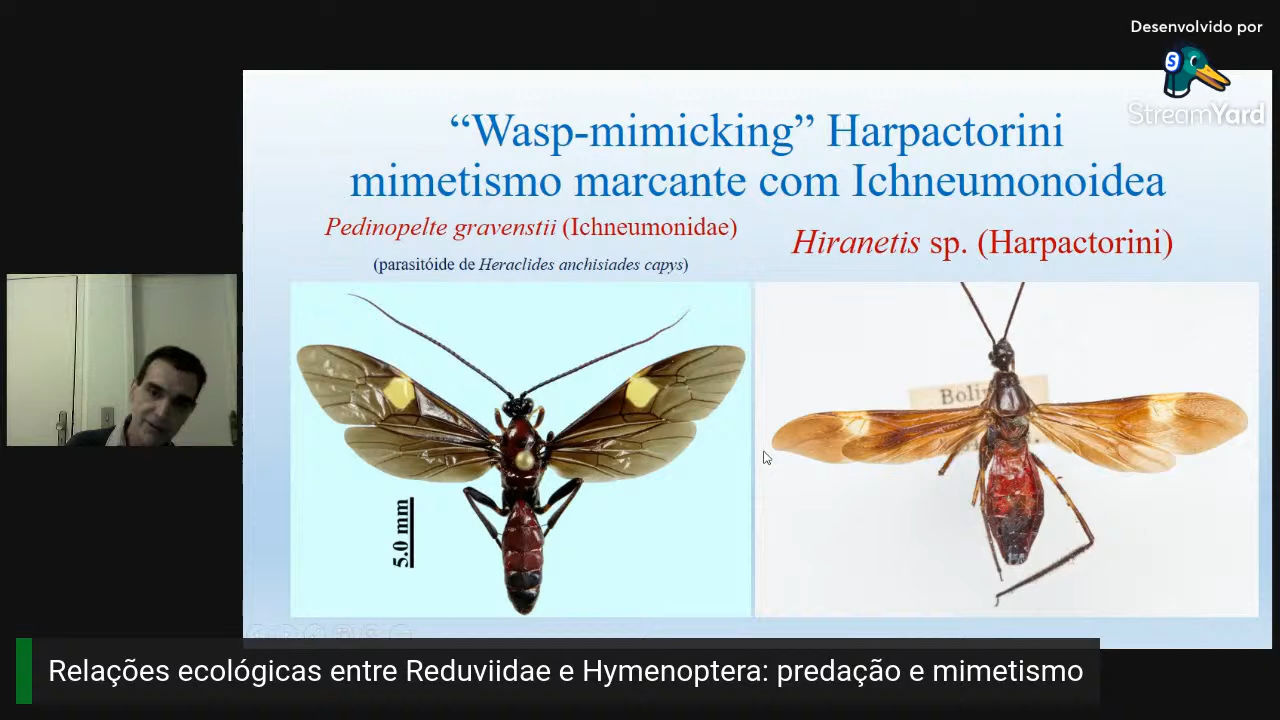 Desenvolvido por
StreamYard
“Wasp-mimicking” Harpactorini
mimetismo marcante com Ichneumonoidea
Pedinopelte gravenstii (Ichneumonidae)
(parasitóide de Heraclides anchisiades capys)
Hiranetis sp. (Harpactorini)
5.0 mm
Relações ecológicas entre Reduviidae e Hymenoptera: predação e mimetismo